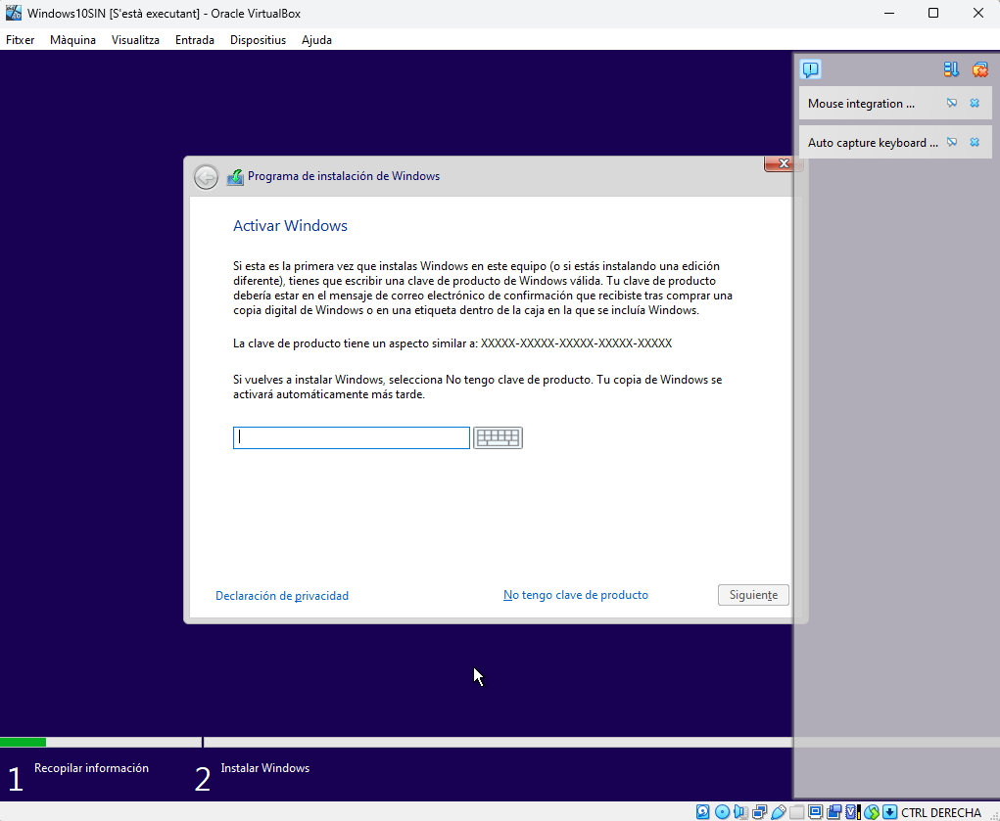 Windows10SIN [S'està executant] - Oracle VirtualBox
Fitxer Màquina Visualitza Entrada Dispositius Ajuda
Mouse integration ...
Auto capture keyboard ...
Programa de instalación de Windows
Activar Windows
Si esta es la primera vez que instalas Windows en este equipo (o si estás instalando una edición
diferente), tienes que escribir una clave de producto de Windows válida. Tu clave de producto
debería estar en el mensaje de correo electrónico de confirmación que recibiste tras comprar una
copia digital de Windows o en una etiqueta dentro de la caja en la que se incluía Windows.
La clave de producto tiene un aspecto similar a: XXXXX-XXXXX-XXXXX-XXXXX-XXXXX
Si vuelves a instalar Windows, selecciona No tengo clave de producto. Tu copia de Windows se
activará automáticamente más tarde.
Declaración de privacidad No tengo clave de producto Siguiente
1 Recopilar información 2 Instalar Windows
CTRL DERECHA